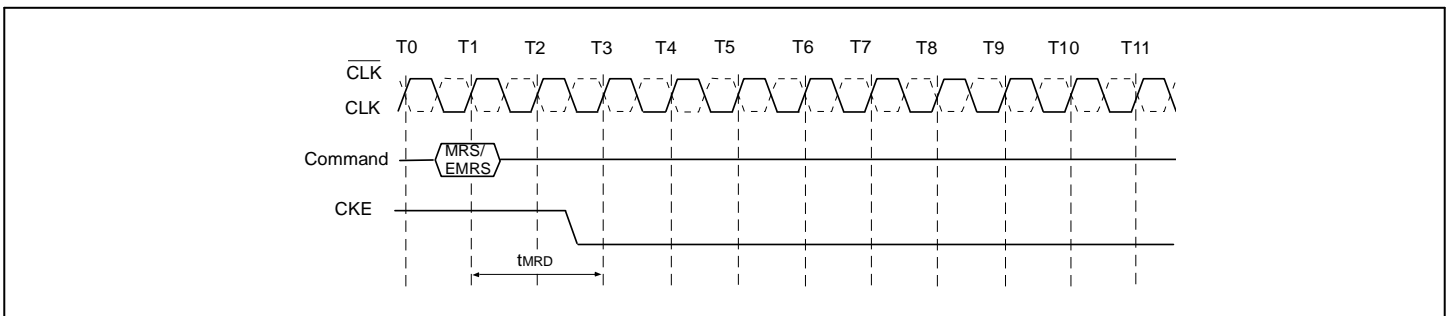 T0 T1 T2 T3 T4 T5 T6 T7 T8 T9 T10 T11
CLK
CLK
Command
MRS/
EMRS
CKE
tMRD